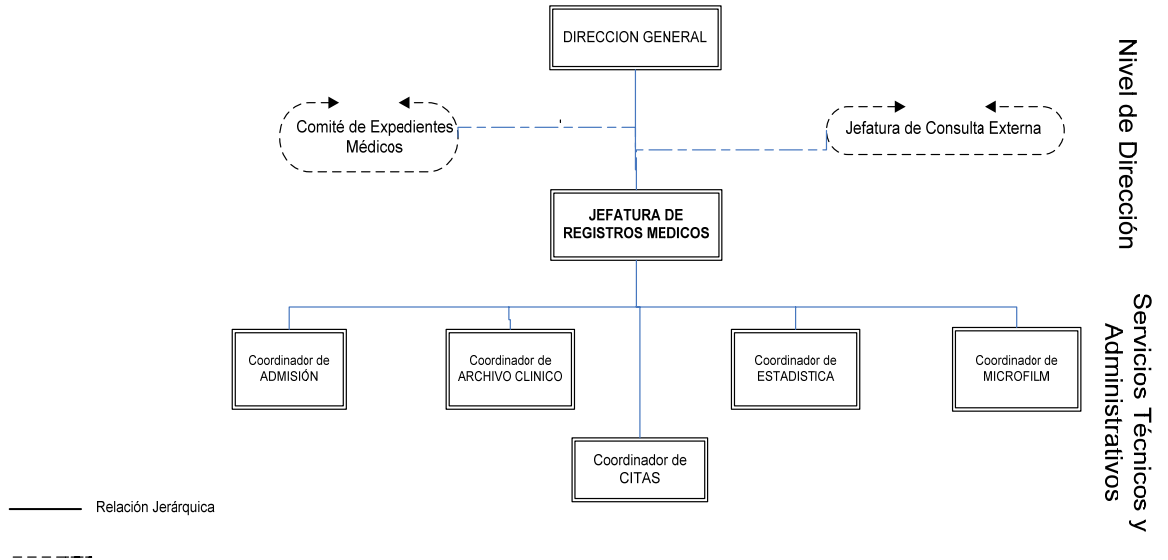 DIRECCION GENERAL
Comité de Expedientes
Médicos
Jefatura de Consulta Externa
Nivel de Dirección
JEFATURA DE
REGISTROS MEDICOS
Coordinador de
ADMISIÓN
Coordinador de
ARCHIVO CLINICO
Coordinador de
ESTADISTICA
Coordinador de
MICROFILM
Servicios Técnicos y
Administrativos
Coordinador de
CITAS
Relación Jerárquica